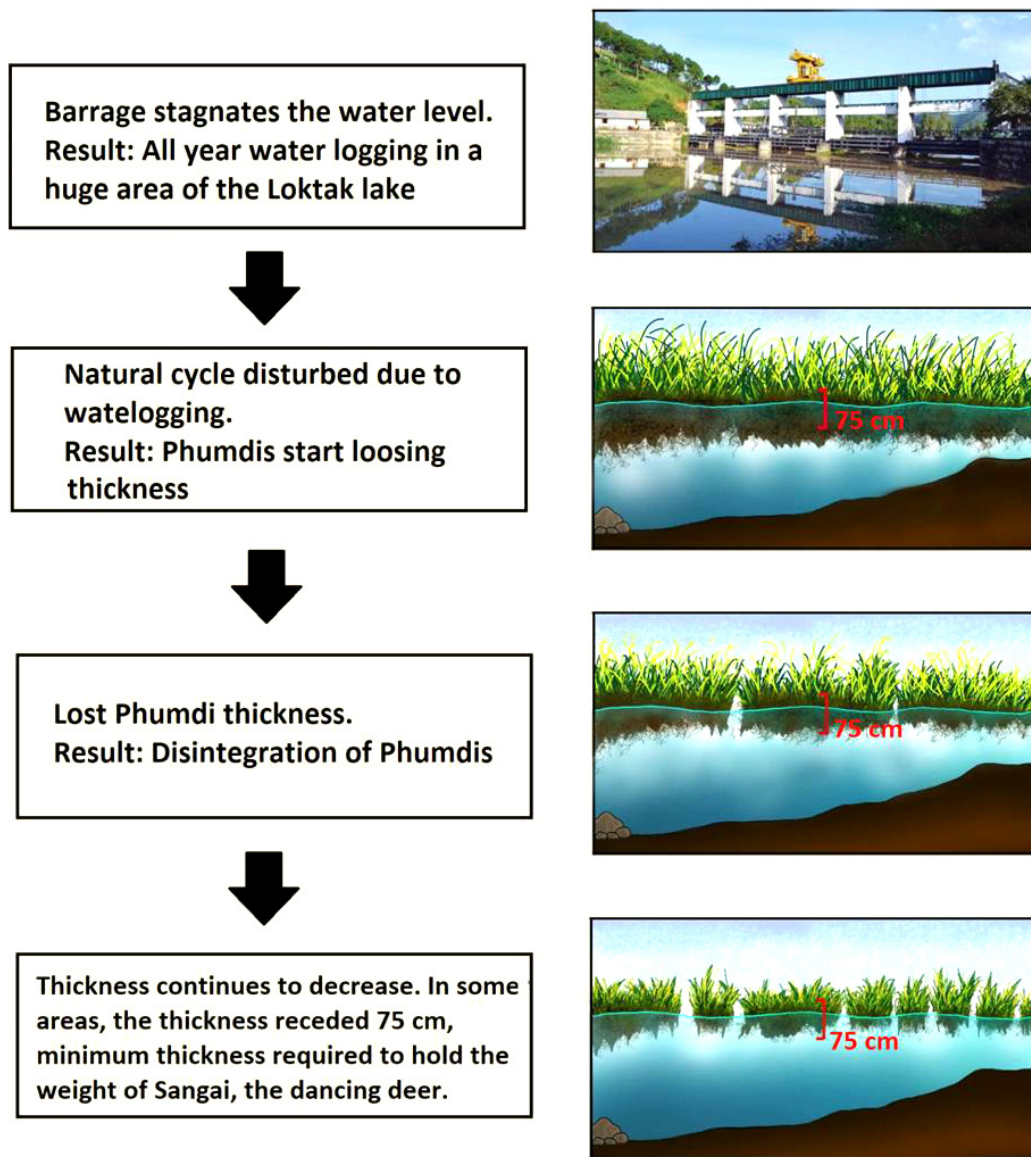 Barrage stagnates the water level.
Result: All year water logging in a
huge area of the Loktak lake
Natural cycle disturbed due to
watelogging.
75 cm
Result: Phumdis start loosing
thickness
Lost Phumdi thickness.
75 cm
Result: Disintegration of Phumdis
Thickness continues to decrease. In some
areas, the thickness receded 75 cm,
75 cm
minimum thickness required to hold the
weight of Sangai, the dancing deer.